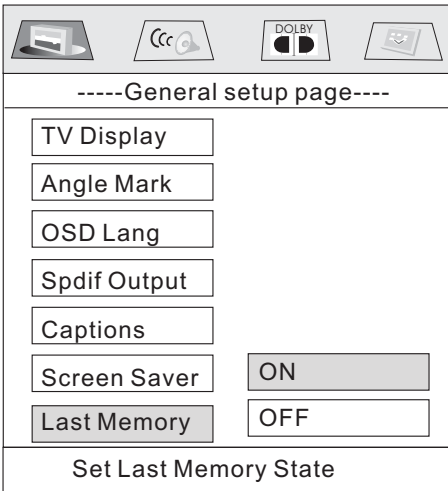 DOLBY
-----General setup page----
TV Display
Angle Mark
OSD Lang
Spdif Output
Captions
Screen Saver
ON
Last Memory
OFF
Set Last Memory State